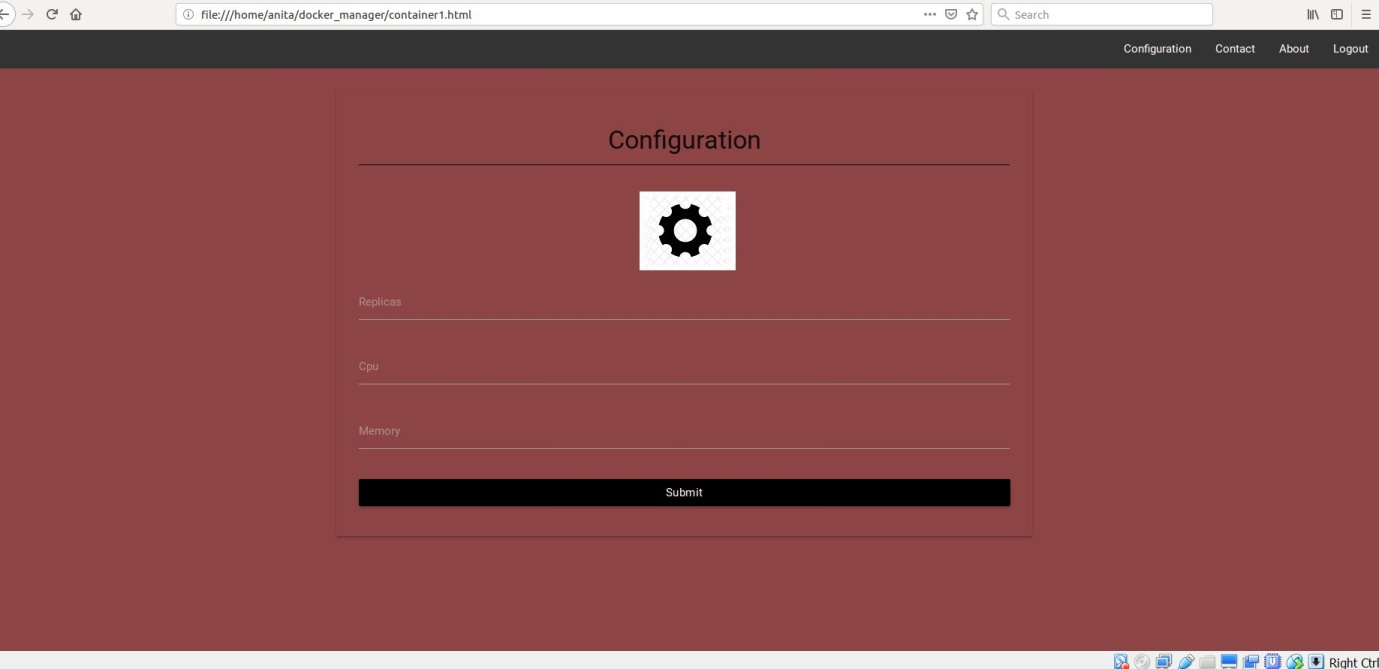 file:///home/anita/docker_manager/container1.html
Search
Configuration Contact About Logout
Configuration
Replicas
Cpu
Memory
Submit
Right Ctrl